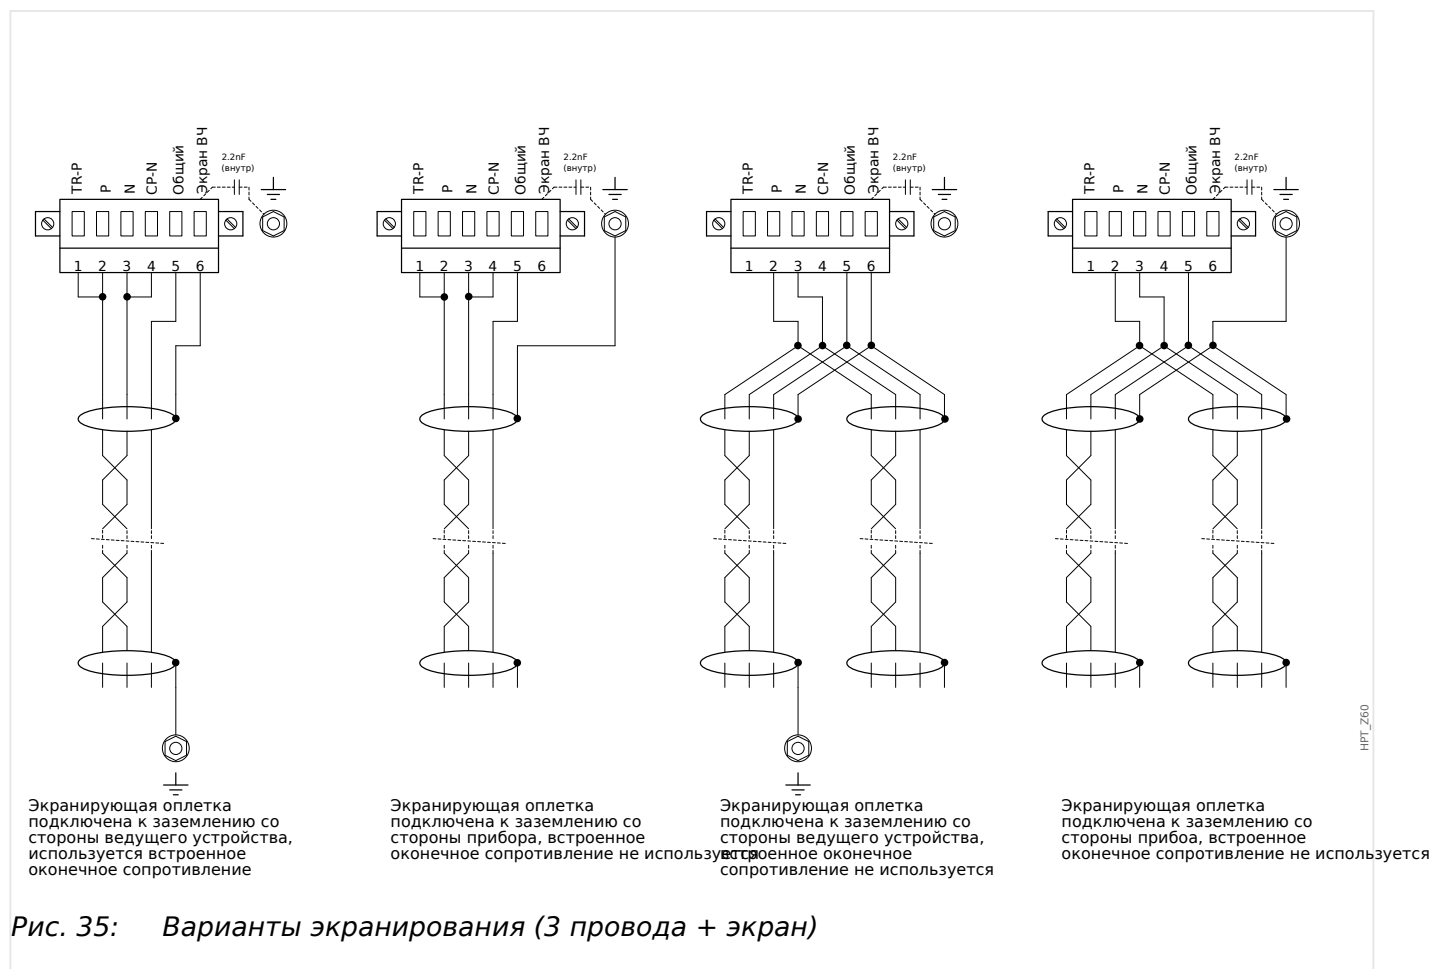 TR-P
P
N
CP-N
Общий
Экран ВЧ
2.2nF
(внутр)
1 2 3 4 5 6
TR-P
P
N
CP-N
Общий
Экран ВЧ
2.2nF
(внутр)
1 2 3 4 5 6
TR-P
P
N
CP-N
Общий
Экран ВЧ
2.2nF
(внутр)
1 2 3 4 5 6
TR-P
P
N
CP-N
Общий
Экран ВЧ
2.2nF
(внутр)
1 2 3 4 5 6
HPT_Z60
Экранирующая оплетка
подключена к заземлению со
стороны ведущего устройства,
используется встроенное
оконечное сопротивление
Экранирующая оплетка
подключена к заземлению со
стороны прибора, встроенное
оконечное сопротивление не используется
Экранирующая оплетка
подключена к заземлению со
стороны ведущего устройства,
встроенное оконечное
сопротивление не используется
Экранирующая оплетка
подключена к заземлению со
стороны прибоа, встроенное
оконечное сопротивление не используется
Рис. 35: Варианты экранирования (3 провода + экран)